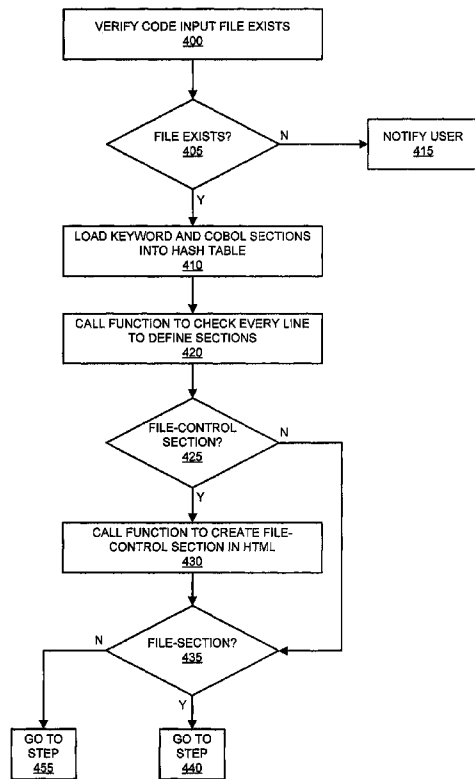 VERIFY CODE INPUT FILE EXISTS
400
FILE EXISTS?
405
N
NOTIFY USER
415
Y
LOAD KEYWORD AND COBOL SECTIONS
INTO HASH TABLE
410
CALL FUNCTION TO CHECK EVERY LINE
TO DEFINE SECTIONS
420
FILE-CONTROL
SECTION?
425
N
Y
CALL FUNCTION TO CREATE FILE-
CONTROL SECTION IN HTML
430
N
FILE-SECTION?
435
Y
GO TO
STEP
455
GO TO
STEP
440